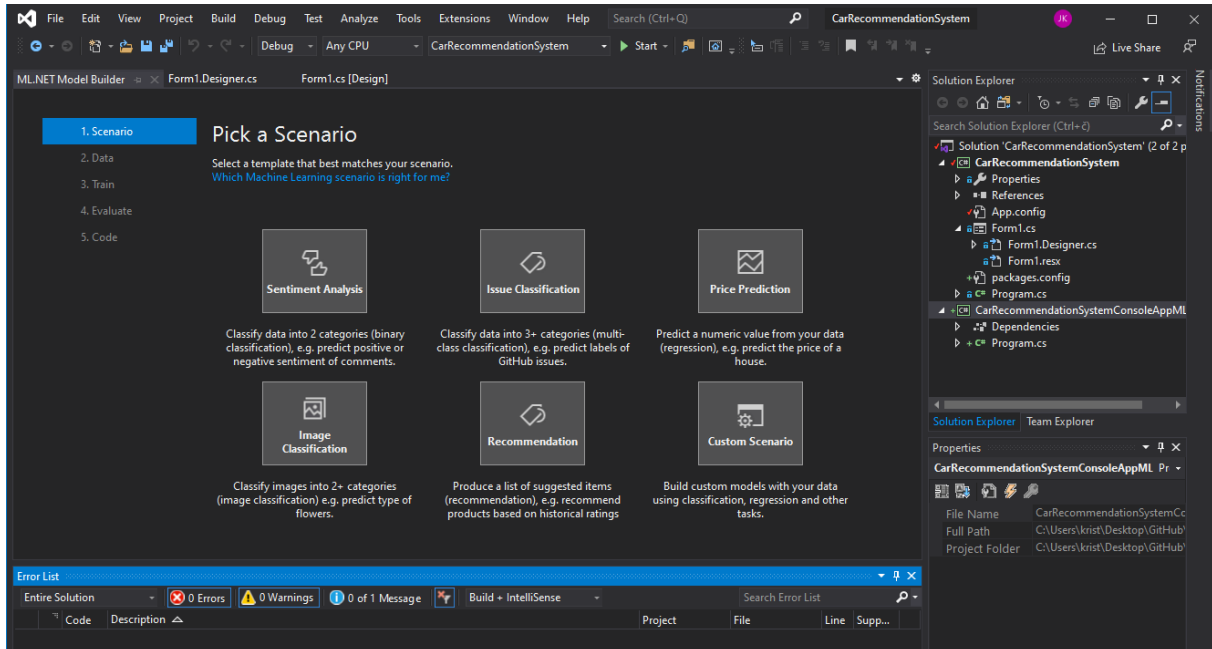 File Edit View Project Build Debug Test Analyze Tools Extensions Window Help Search (Ctrl+Q) CarRecommendationSystem JK
Debug Any CPU CarRecommendationSystem Start Live Share
ML.NET Model Builder Form1.Designer.cs Form1.cs [Design]
1. Scenario
2. Data
3. Train
4. Evaluate
5. Code
Pick a Scenario
Select a template that best matches your scenario.
Which Machine Learning scenario is right for me?
Sentiment Analysis
Classify data into 2 categories (binary
classification), e.g. predict positive or
negative sentiment of comments.
Issue Classification
Classify data into 3+ categories (multi-
class classification), e.g. predict labels of
GitHub issues.
Price Prediction
Predict a numeric value from your data
(regression), e.g. predict the price of a
house.
Image
Classification
Classify images into 2+ categories
(image classification) e.g. predict type of
flowers.
Recommendation
Produce a list of suggested items
(recommendation), e.g. recommend
products based on historical ratings
Custom Scenario
Build custom models with your data
using classification, regression and other
tasks.
Error List
Entire Solution 0 Errors 0 Warnings 0 of 1 Message Build + IntelliSense Search Error List
Code Description Project File Line Supp...
Solution Explorer
Search Solution Explorer (Ctrl+č)
Solution 'CarRecommendationSystem' (2 of 2 p
CarRecommendationSystem
Properties
References
App.config
Form1.cs
Form1.Designer.cs
Form1.resx
packages.config
C# Program.cs
CarRecommendationSystemConsoleAppML
Dependencies
C# Program.cs
Solution Explorer Team Explorer
Properties
CarRecommendationSystemConsoleAppML Pr
File Name CarRecommendationSystemCo
Full Path C:\Users\krist\Desktop\GitHub\
Project Folder C:\Users\krist\Desktop\GitHub\
Notifications